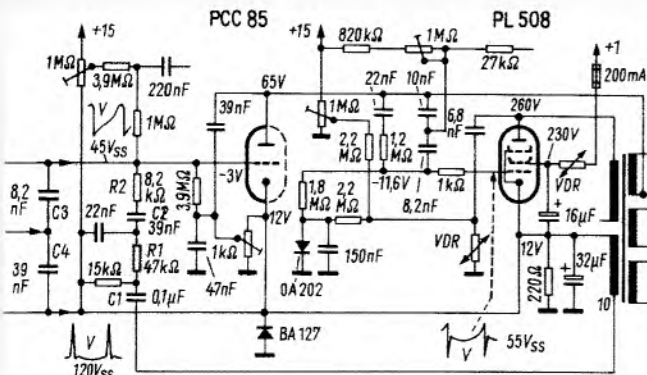 PCC 85
PL 508
+15
+15
+1
1MΩ
3,9MΩ
220nF
39nF
65V
820kΩ
1MΩ
27kΩ
200mA
22nF
10nF
1MΩ
6,8
nF
260V
230V
VDR
V
1MΩ
45Vss
2,2
MΩ
1,2
MΩ
-11,6V
1kΩ
8,2nF
8,2
nF
C3
R2
8,2
kΩ
C2
39nF
3,9MΩ
-3V
12V
1,8
MΩ
2,2
MΩ
16µF
22nF
C4
39
nF
R1
47kΩ
1kΩ
47nF
150nF
OA202
VDR
12V
220Ω
32µF
10
15kΩ
C1
0,1µF
BA127
V
55Vss
V
120Vss